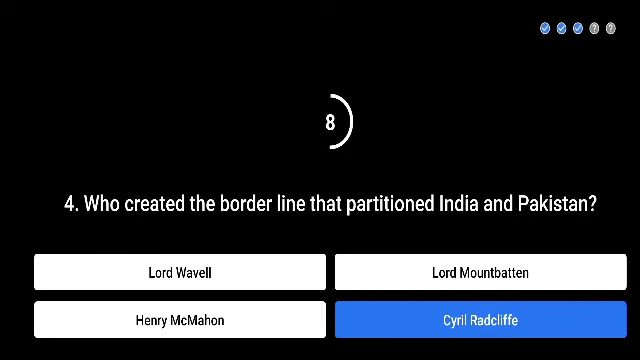 8
4. Who created the border line that partitioned India and Pakistan?
Lord Wavell
Lord Mountbatten
Henry McMahon
Cyril Radcliffe